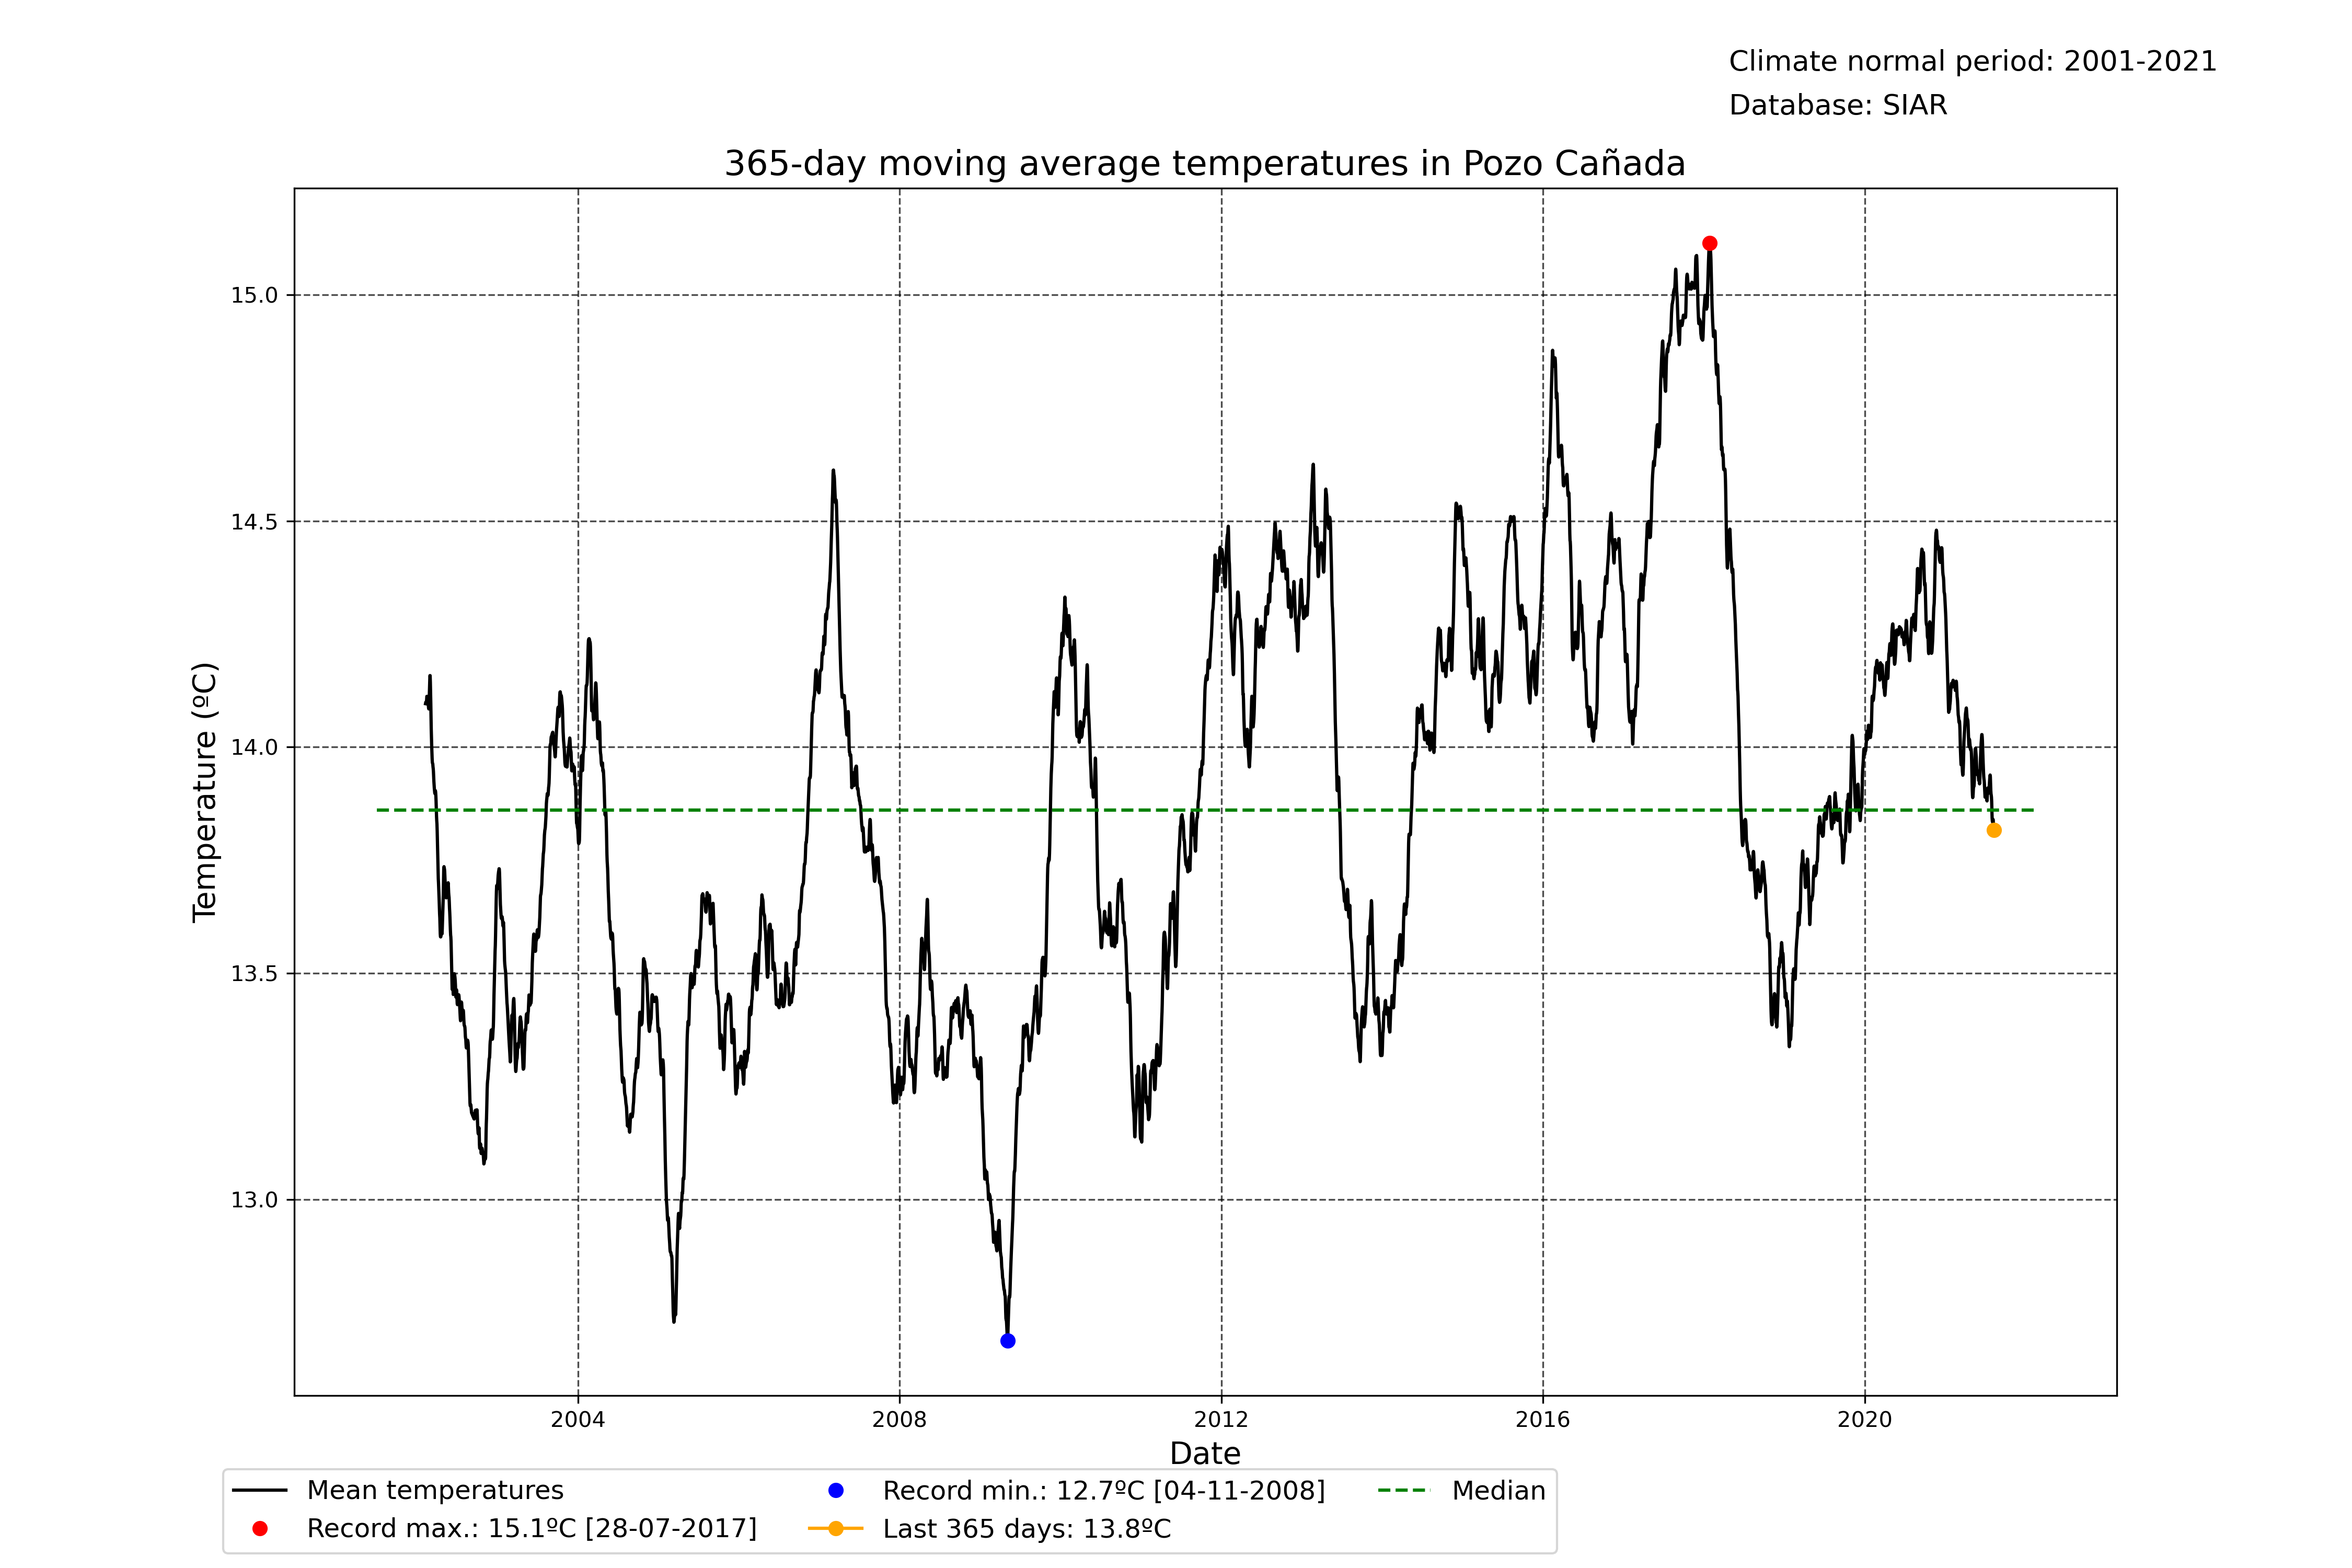 Climate normal period: 2001-2021
Database: SIAR
365-day moving average temperatures in Pozo Cañada
Temperature (ºC)
15.0
14.5
14.0
13.5
13.0
2004 2008 2012 2016 2020
Date
Mean temperatures
Record max.: 15.1ºC [28-07-2017]
Record min.: 12.7ºC [04-11-2008]
Last 365 days: 13.8ºC
Median